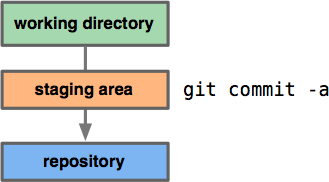 working directory
staging area
git commit -a
repository